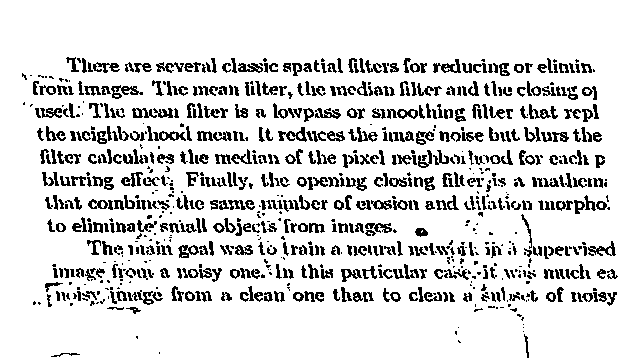 There are several classic spatial filters for reducing or elimin
from images. The mean filter, the median filter and the closing op
used. The mean filter is a lowpass or smoothing filter that repl
the neighborhood mean. It reduces the image noise but blurs the
filter calculates the median of the pixel neighborhood for each p
blurring effect. Finally, the opening closing filter is a mathem
that combines the same number of erosion and dilation morphol
to eliminate small objects from images.
The main goal was to train a neural network in a supervised
image from a noisy one. In this particular case it was much ea
noisy image from a clean one than to clean a subset of noisy